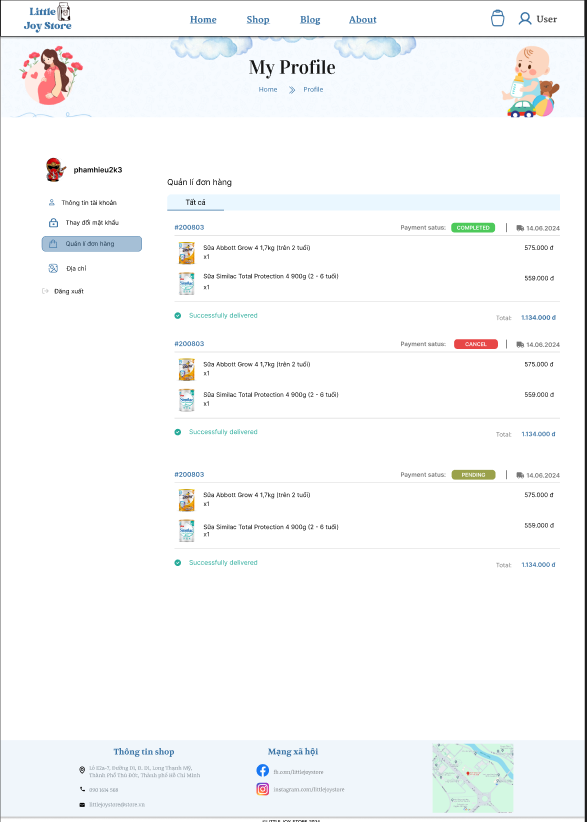 Little
Joy Store
Home
Shop
Blog
About
User
My Profile
Home
Profile
phamhieu2k3
Thông tin tài khoản
Thay đổi mật khẩu
Quản lí đơn hàng
Địa chỉ
Đăng xuất
Quản lí đơn hàng
Tất cả
#200803
Payment satus:
COMPLETED
14.06.2024
Sữa Abbott Grow 4 1,7kg (trên 2 tuổi)
575.000 đ
x1
Sữa Similac Total Protection 4 900g (2 - 6 tuổi)
559.000 đ
x1
Successfully delivered
Total:
1.134.000 đ
#200803
Payment satus:
CANCEL
14.06.2024
Sữa Abbott Grow 4 1,7kg (trên 2 tuổi)
575.000 đ
x1
Sữa Similac Total Protection 4 900g (2 - 6 tuổi)
559.000 đ
x1
Successfully delivered
Total:
1.134.000 đ
#200803
Payment satus:
PENDING
14.06.2024
Sữa Abbott Grow 4 1,7kg (trên 2 tuổi)
575.000 đ
x1
Sữa Similac Total Protection 4 900g (2 - 6 tuổi)
559.000 đ
x1
Successfully delivered
Total:
1.134.000 đ
Thông tin shop
Lô E2a-7, Đường D1, Đ. D1, Long Thạnh Mỹ,
Thành Phố Thủ Đức, Thành phố Hồ Chí Minh
littlejoystore@store.vn
Mạng xã hội
fb.com/littlejoystore
instagram.com/littlejoystore
© LITTLE JOY STORE 2024